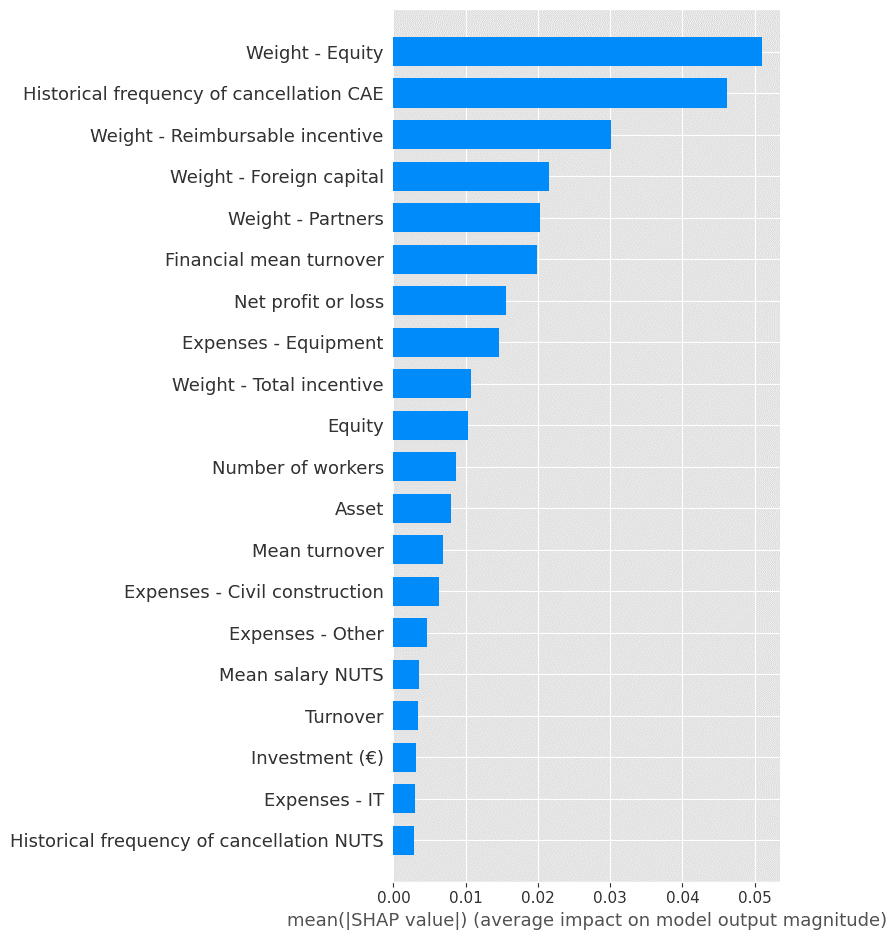 Weight - Equity
Historical frequency of cancellation CAE
Weight - Reimbursable incentive
Weight - Foreign capital
Weight - Partners
Financial mean turnover
Net profit or loss
Expenses - Equipment
Weight - Total incentive
Equity
Number of workers
Asset
Mean turnover
Expenses - Civil construction
Expenses - Other
Mean salary NUTS
Turnover
Investment (€)
Expenses - IT
Historical frequency of cancellation NUTS
0.00 0.01 0.02 0.03 0.04 0.05
mean(|SHAP value|) (average impact on model output magnitude)